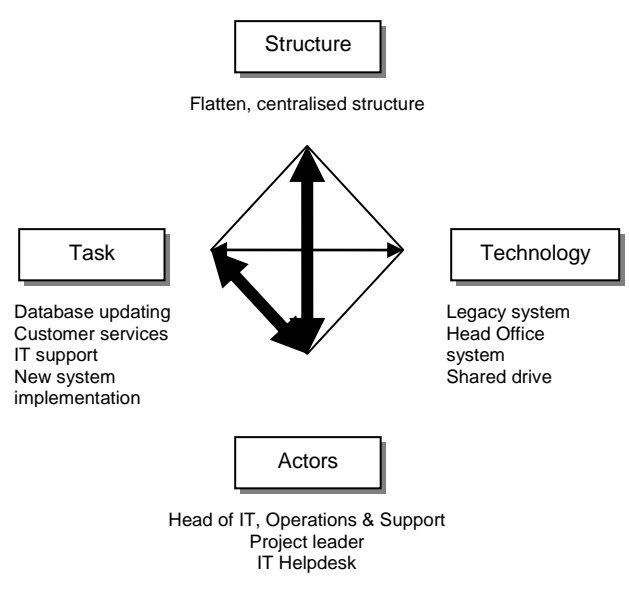 Structure
Flatten, centralised structure
Task
Database updating
Customer services
IT support
New system
implementation
Technology
Legacy system
Head Office
system
Shared drive
Actors
Head of IT, Operations & Support
Project leader
IT Helpdesk